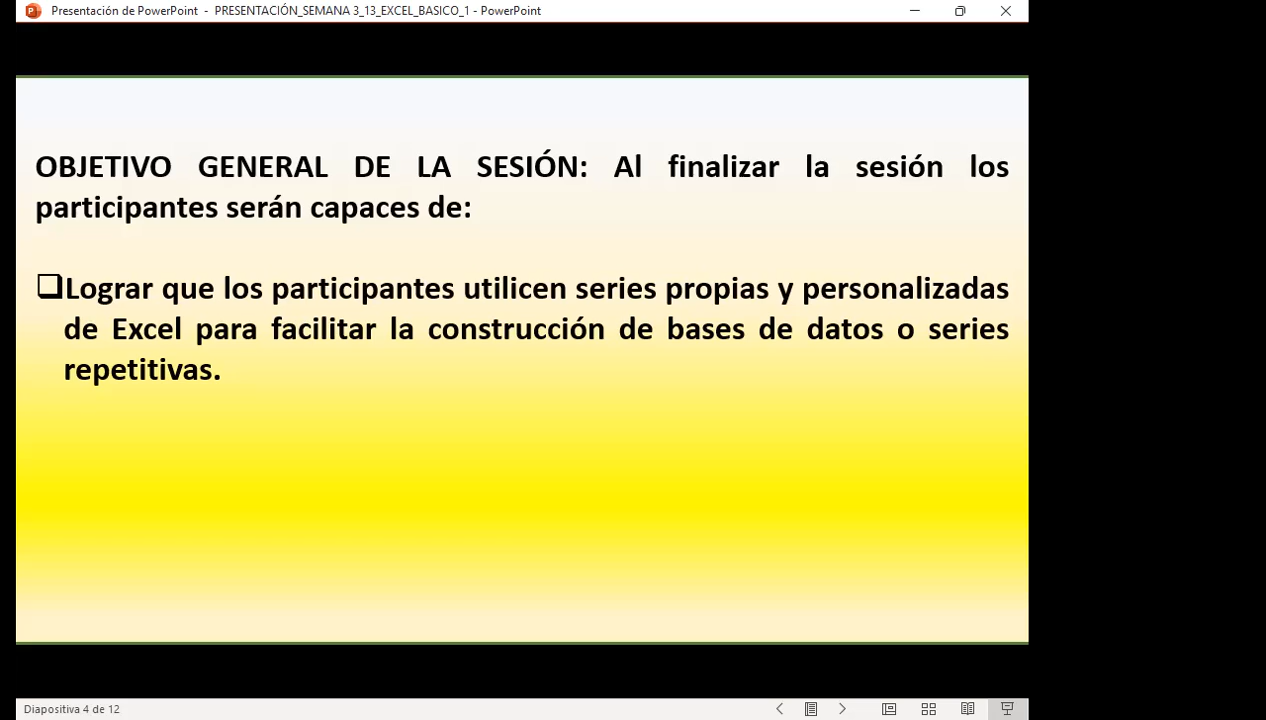 Presentación de PowerPoint - PRESENTACIÓN_SEMANA 3_13_EXCEL_BASICO_1 - PowerPoint
OBJETIVO GENERAL DE LA SESIÓN: Al finalizar la sesión los
participantes serán capaces de:
Lograr que los participantes utilicen series propias y personalizadas
de Excel para facilitar la construcción de bases de datos o series
repetitivas.
Diapositiva 4 de 12